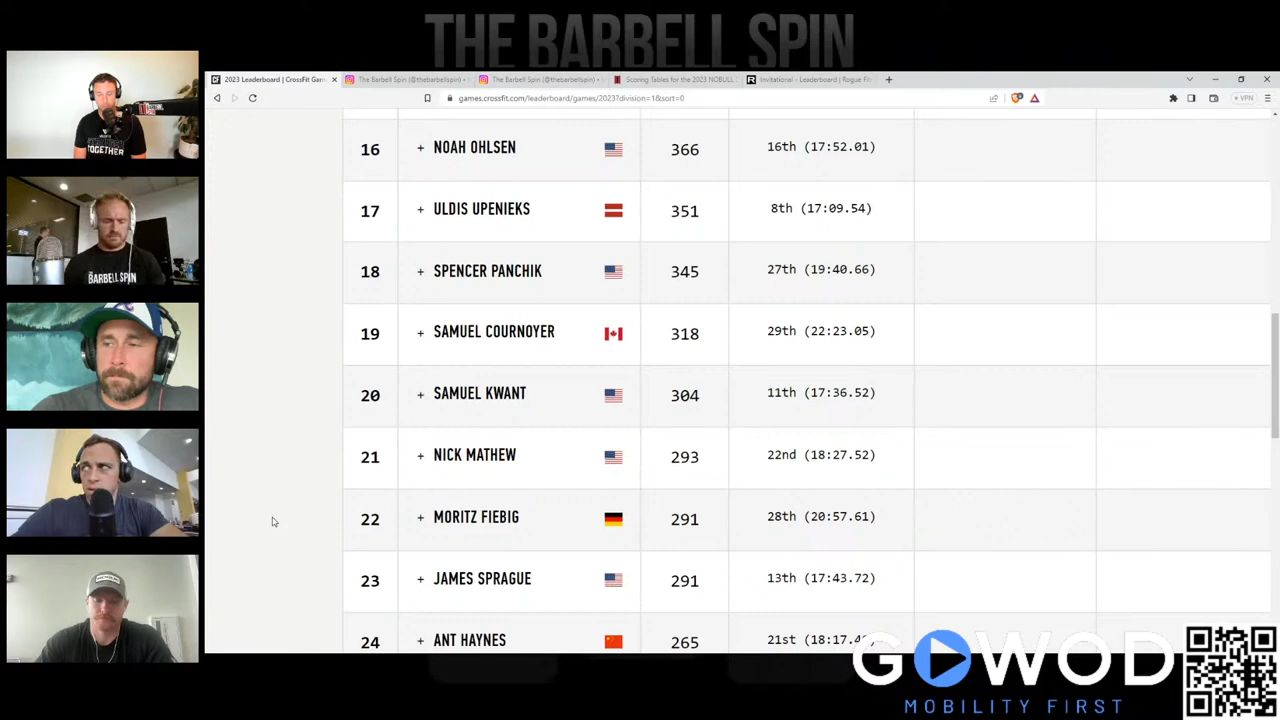 THE BARBELL SPIN
2023 Leaderboard | CrossFit Gam
The Barbell Spin (@thebarbellspin) •
The Barbell Spin (@thebarbellspin) •
Scoring Tables for the 2023 NOBULL
Invitational - Leaderboard | Rogue Fi
games.crossfit.com/leaderboard/games/2023?division=1&sort=0
VPN
16 + NOAH OHLSEN 366 16th (17:52.01)
17 + ULDIS UPENIEKS 351 8th (17:09.54)
18 + SPENCER PANCHIK 345 27th (19:40.66)
19 + SAMUEL COURNOYER 318 29th (22:23.05)
20 + SAMUEL KWANT 304 11th (17:36.52)
21 + NICK MATHEW 293 22nd (18:27.52)
22 + MORITZ FIEBIG 291 28th (20:57.61)
23 + JAMES SPRAGUE 291 13th (17:43.72)
24 + ANT HAYNES 265 21st (18:17.4
TOGETHER
BARBELL SPIN
GOWOD
MOBILITY FIRST